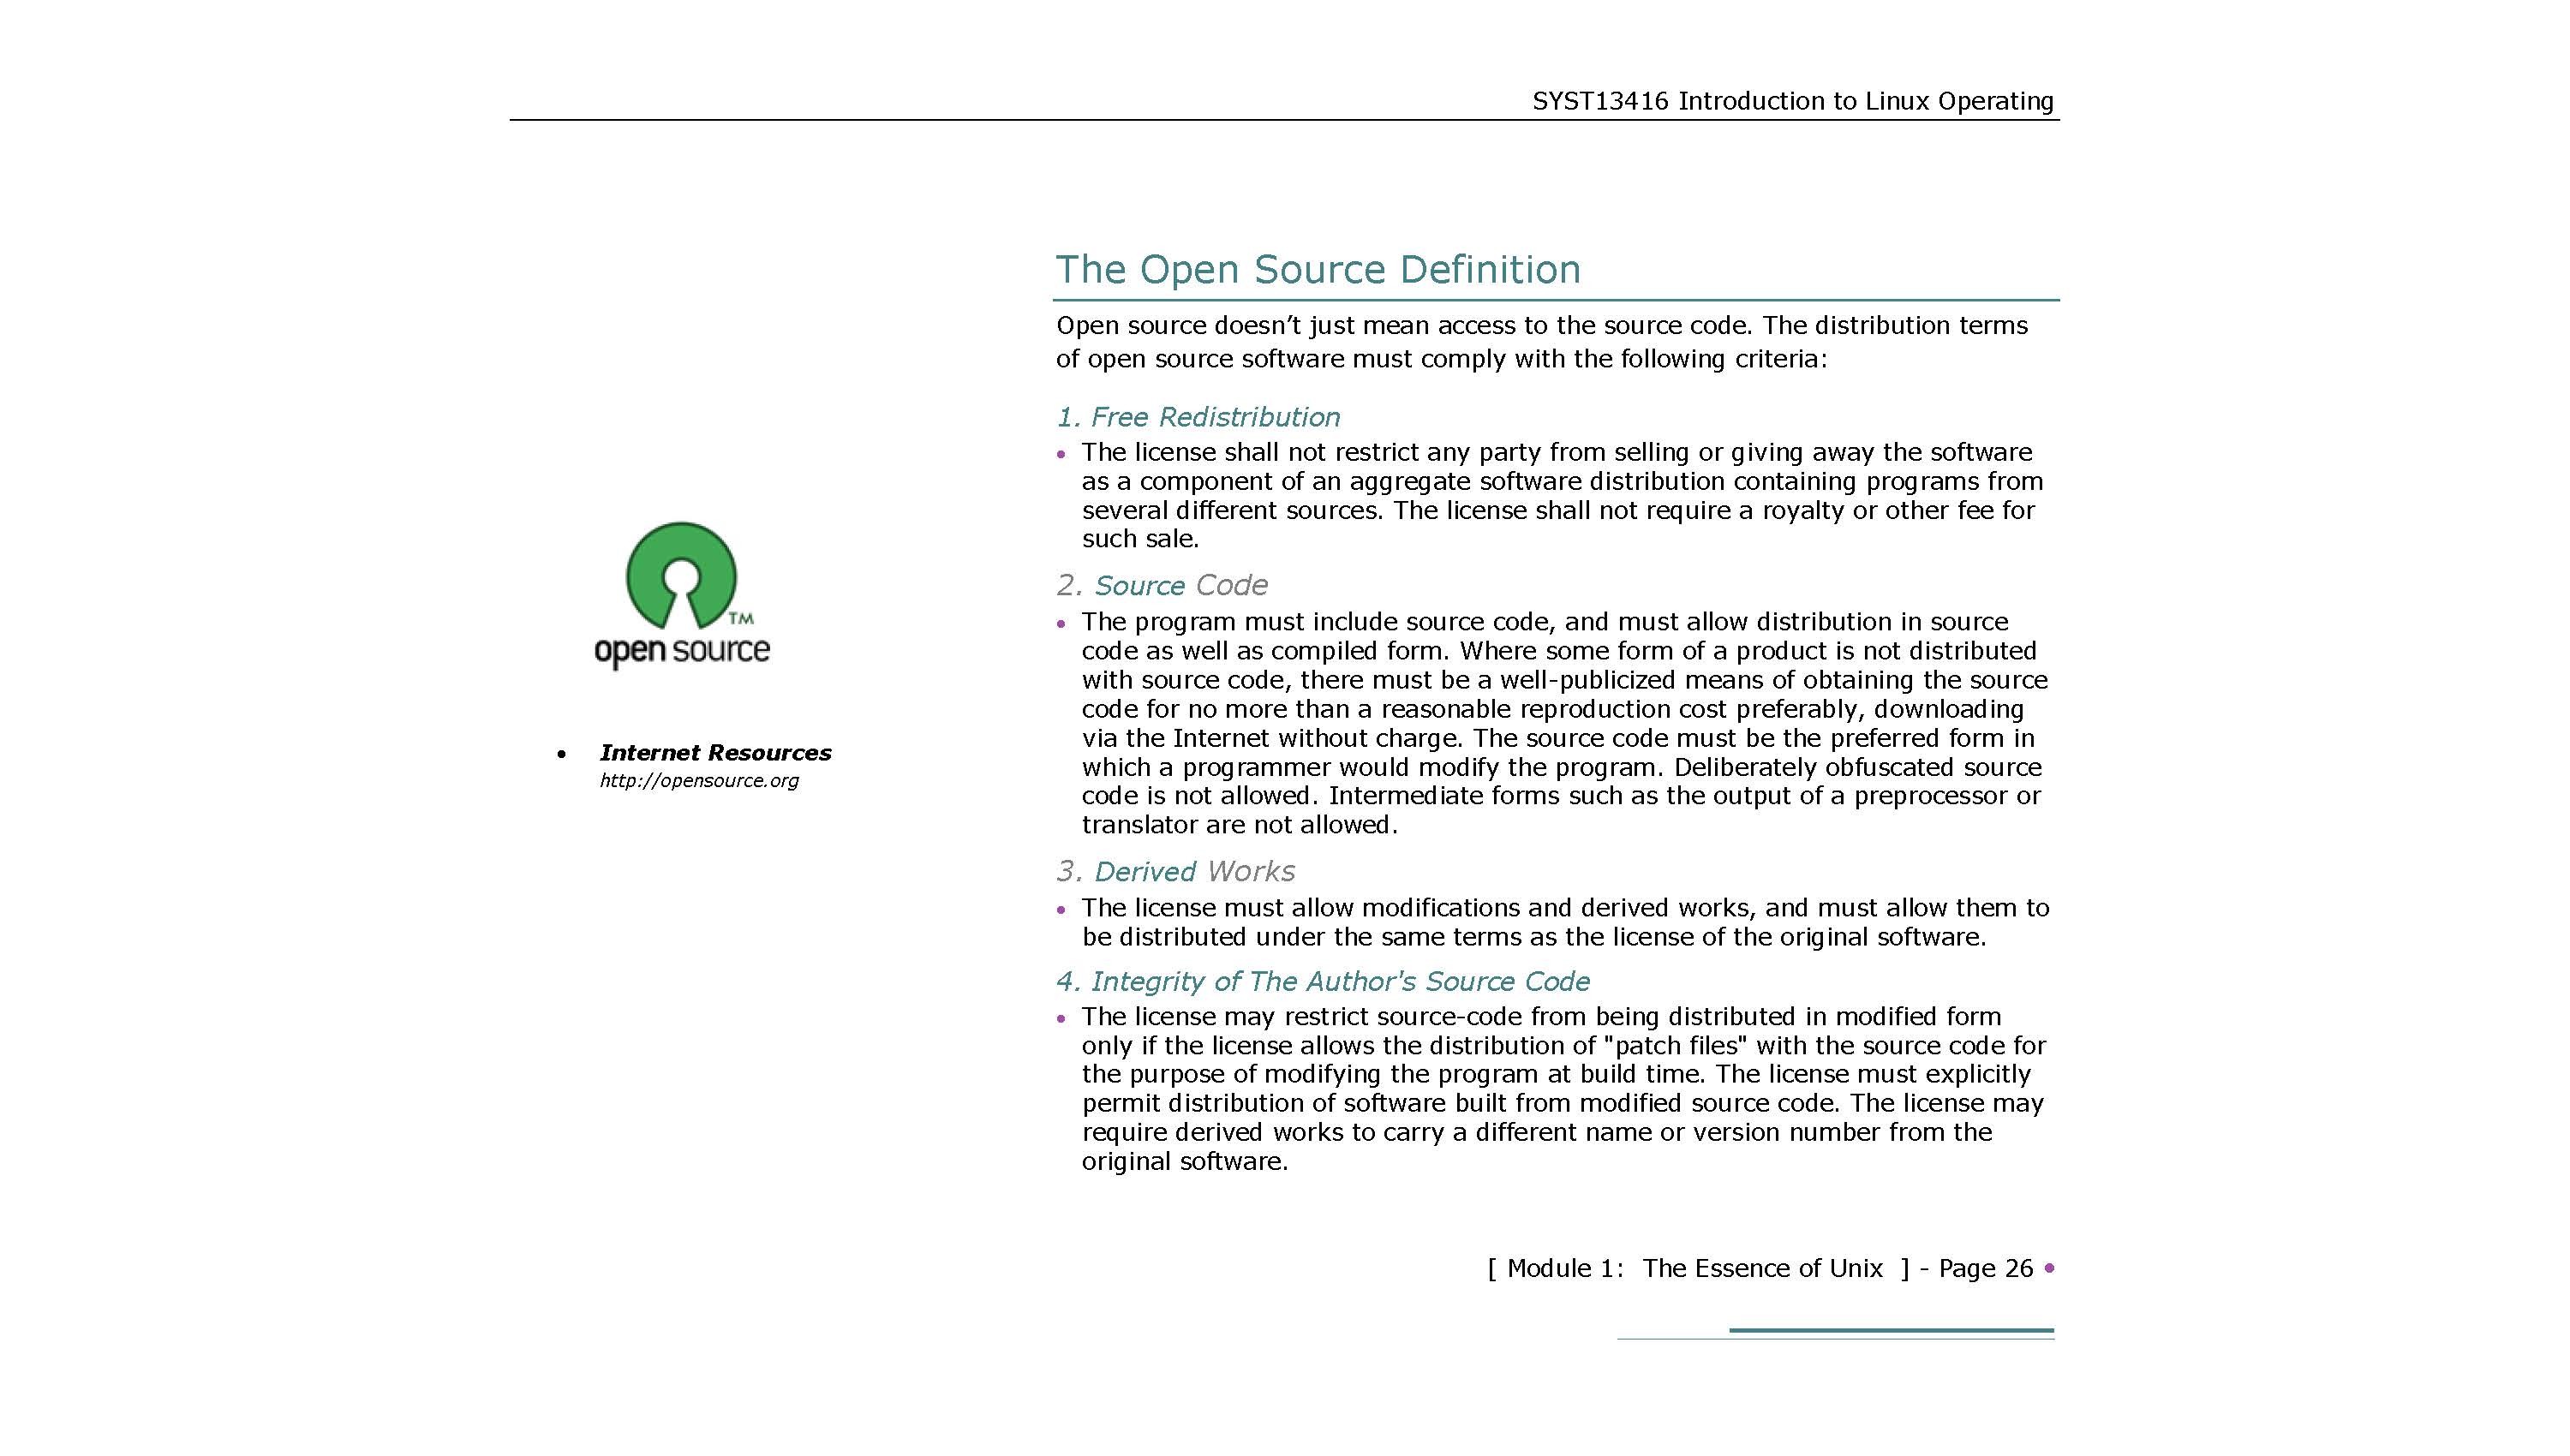 SYST13416 Introduction to Linux Operating
TM
open source
• Internet Resources
http://opensource.org
The Open Source Definition
Open source doesn’t just mean access to the source code. The distribution terms
of open source software must comply with the following criteria:
1. Free Redistribution
• The license shall not restrict any party from selling or giving away the software
as a component of an aggregate software distribution containing programs from
several different sources. The license shall not require a royalty or other fee for
such sale.
2. Source Code
• The program must include source code, and must allow distribution in source
code as well as compiled form. Where some form of a product is not distributed
with source code, there must be a well-publicized means of obtaining the source
code for no more than a reasonable reproduction cost preferably, downloading
via the Internet without charge. The source code must be the preferred form in
which a programmer would modify the program. Deliberately obfuscated source
code is not allowed. Intermediate forms such as the output of a preprocessor or
translator are not allowed.
3. Derived Works
• The license must allow modifications and derived works, and must allow them to
be distributed under the same terms as the license of the original software.
4. Integrity of The Author's Source Code
• The license may restrict source-code from being distributed in modified form
only if the license allows the distribution of "patch files" with the source code for
the purpose of modifying the program at build time. The license must explicitly
permit distribution of software built from modified source code. The license may
require derived works to carry a different name or version number from the
original software.
[ Module 1: The Essence of Unix ] - Page 26 •